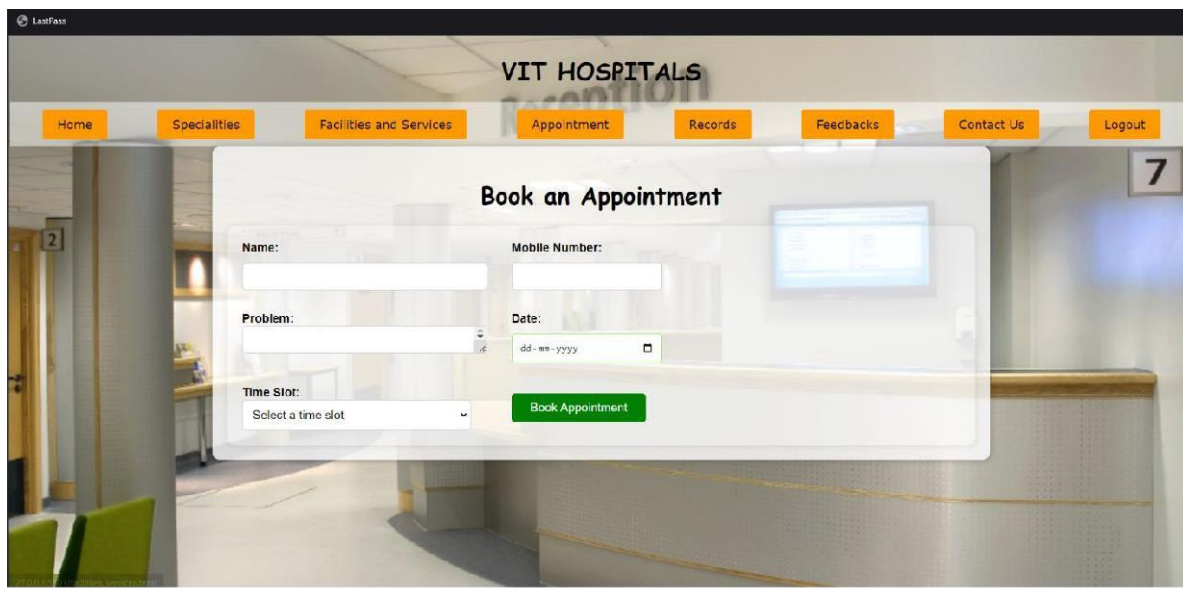 LastPass
VIT HOSPITALS
Reception
Home Specialities Facilities and Services Appointment Records Feedbacks Contact Us Logout
7
Book an Appointment
2
Name: Mobile Number:
Problem: Date:
dd-mm-yyyy
Time Slot:
Select a time slot Book Appointment